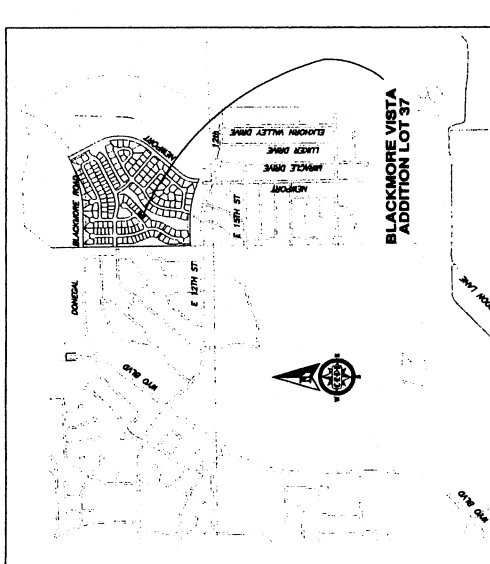 BLACKMORE VISTA
ADDITION LOT 37
BLACKMORE ROAD
NEWPORT
12th
ELKHORN VALLEY DRIVE
LUKER DRIVE
MIRACLE DRIVE
NEWPORT
E 15TH ST
E 12TH ST
DONEGAL
WYO BLVD
N
LANE
WYO BLVD